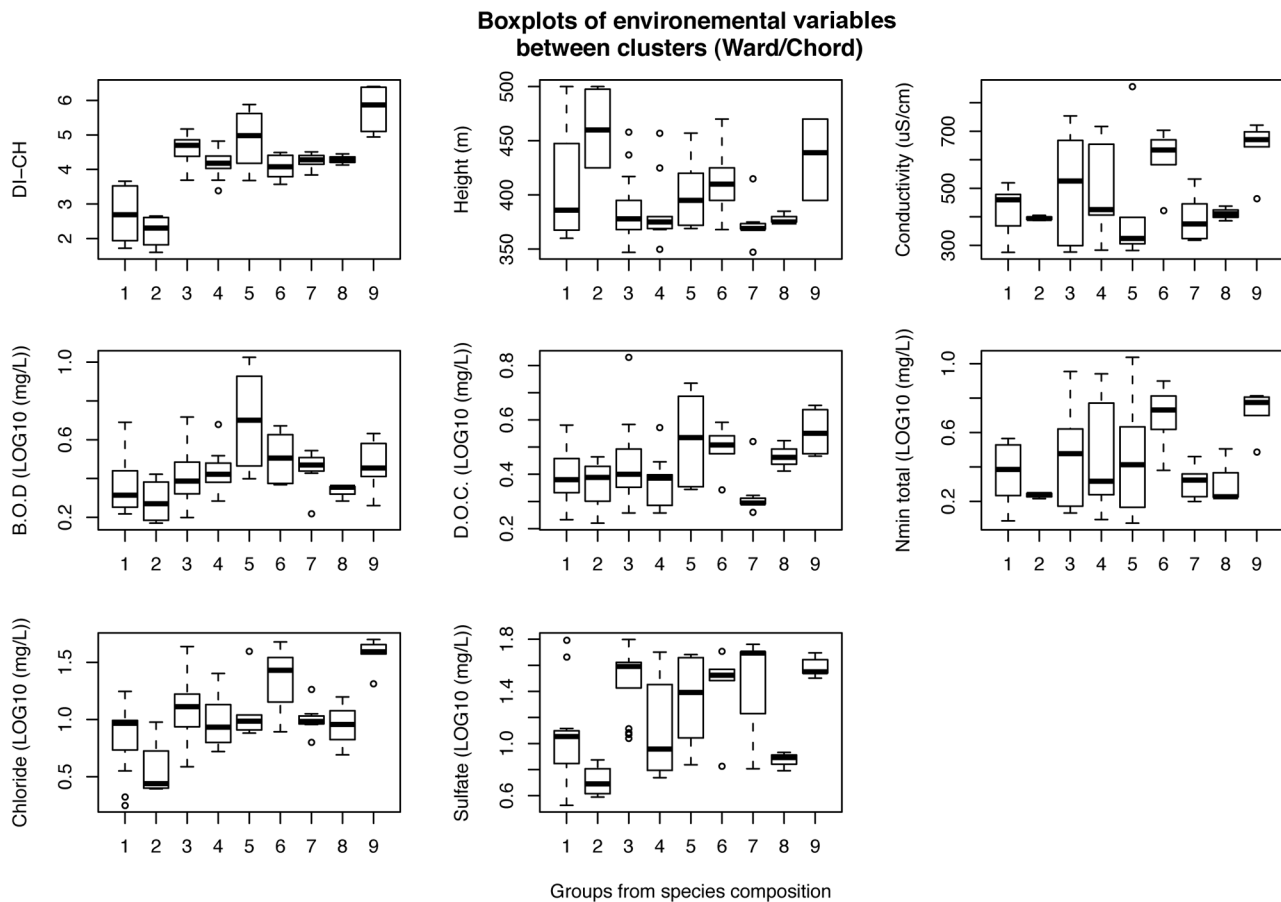 Boxplots of environemental variables
between clusters (Ward/Chord)
DI-CH
2 3 4 5 6
1 2 3 4 5 6 7 8 9
Height (m)
350 400 450 500
1 2 3 4 5 6 7 8 9
Conductivity (uS/cm)
300 500 700
1 2 3 4 5 6 7 8 9
B.O.D (LOG10 (mg/L))
0.2 0.6 1.0
1 2 3 4 5 6 7 8 9
D.O.C. (LOG10 (mg/L))
0.2 0.4 0.6 0.8
1 2 3 4 5 6 7 8 9
Nmin total (LOG10 (mg/L))
0.2 0.6 1.0
1 2 3 4 5 6 7 8 9
Chloride (LOG10 (mg/L))
0.5 1.0 1.5
1 2 3 4 5 6 7 8 9
Sulfate (LOG10 (mg/L))
0.6 1.0 1.4 1.8
1 2 3 4 5 6 7 8 9
Groups from species composition